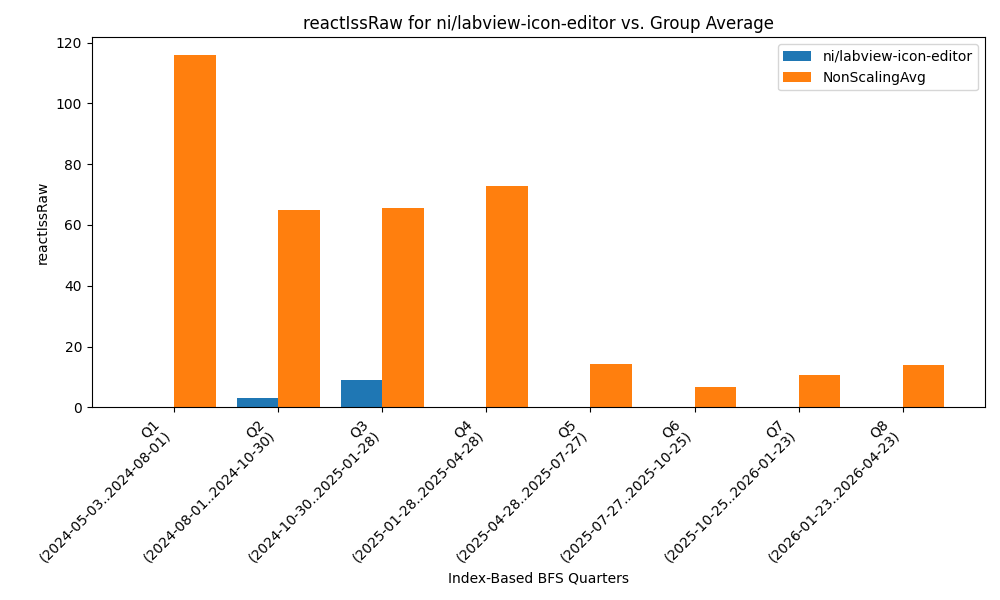 reactIssRaw for ni/labview-icon-editor vs. Group Average
ni/labview-icon-editor
NonScalingAvg
reactIssRaw
120
100
80
60
40
20
0
Q1
(2024-05-03..2024-08-01)
Q2
(2024-08-01..2024-10-30)
Q3
(2024-10-30..2025-01-28)
Q4
(2025-01-28..2025-04-28)
Q5
(2025-04-28..2025-07-27)
Q6
(2025-07-27..2025-10-25)
Q7
(2025-10-25..2026-01-23)
Q8
(2026-01-23..2026-04-23)
Index-Based BFS Quarters